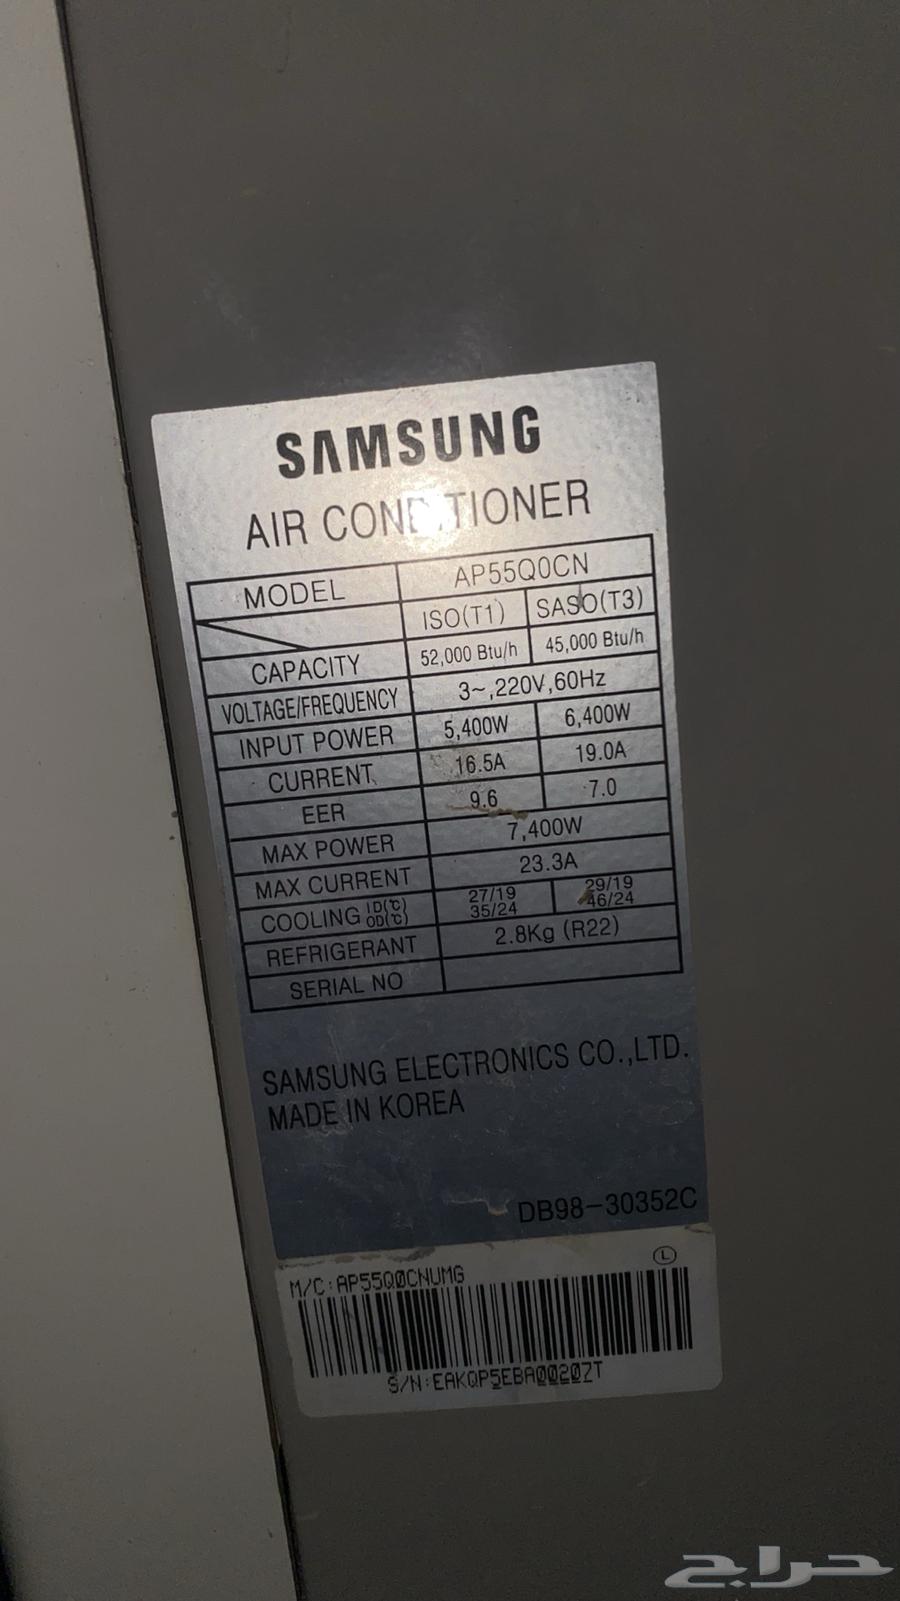 SAMSUNG
AIR CONDITIONER
MODEL AP55Q0CN
ISO(T1) SASO(T3)
CAPACITY 52,000 Btu/h 45,000 Btu/h
VOLTAGE/FREQUENCY 3~,220V,60Hz
INPUT POWER 5,400W 6,400W
CURRENT 16.5A 19.0A
EER 9.6 7.0
MAX POWER 7,400W
MAX CURRENT 23.3A
COOLING ID(℃) 27/19 29/19
OD(℃) 35/24 46/24
REFRIGERANT 2.8Kg (R22)
SERIAL NO
SAMSUNG ELECTRONICS CO.,LTD.
MADE IN KOREA
DB98-30352C
L
M/C:AP55Q0CNUMG
S/N:EAKQP5EBA00207T
حراج